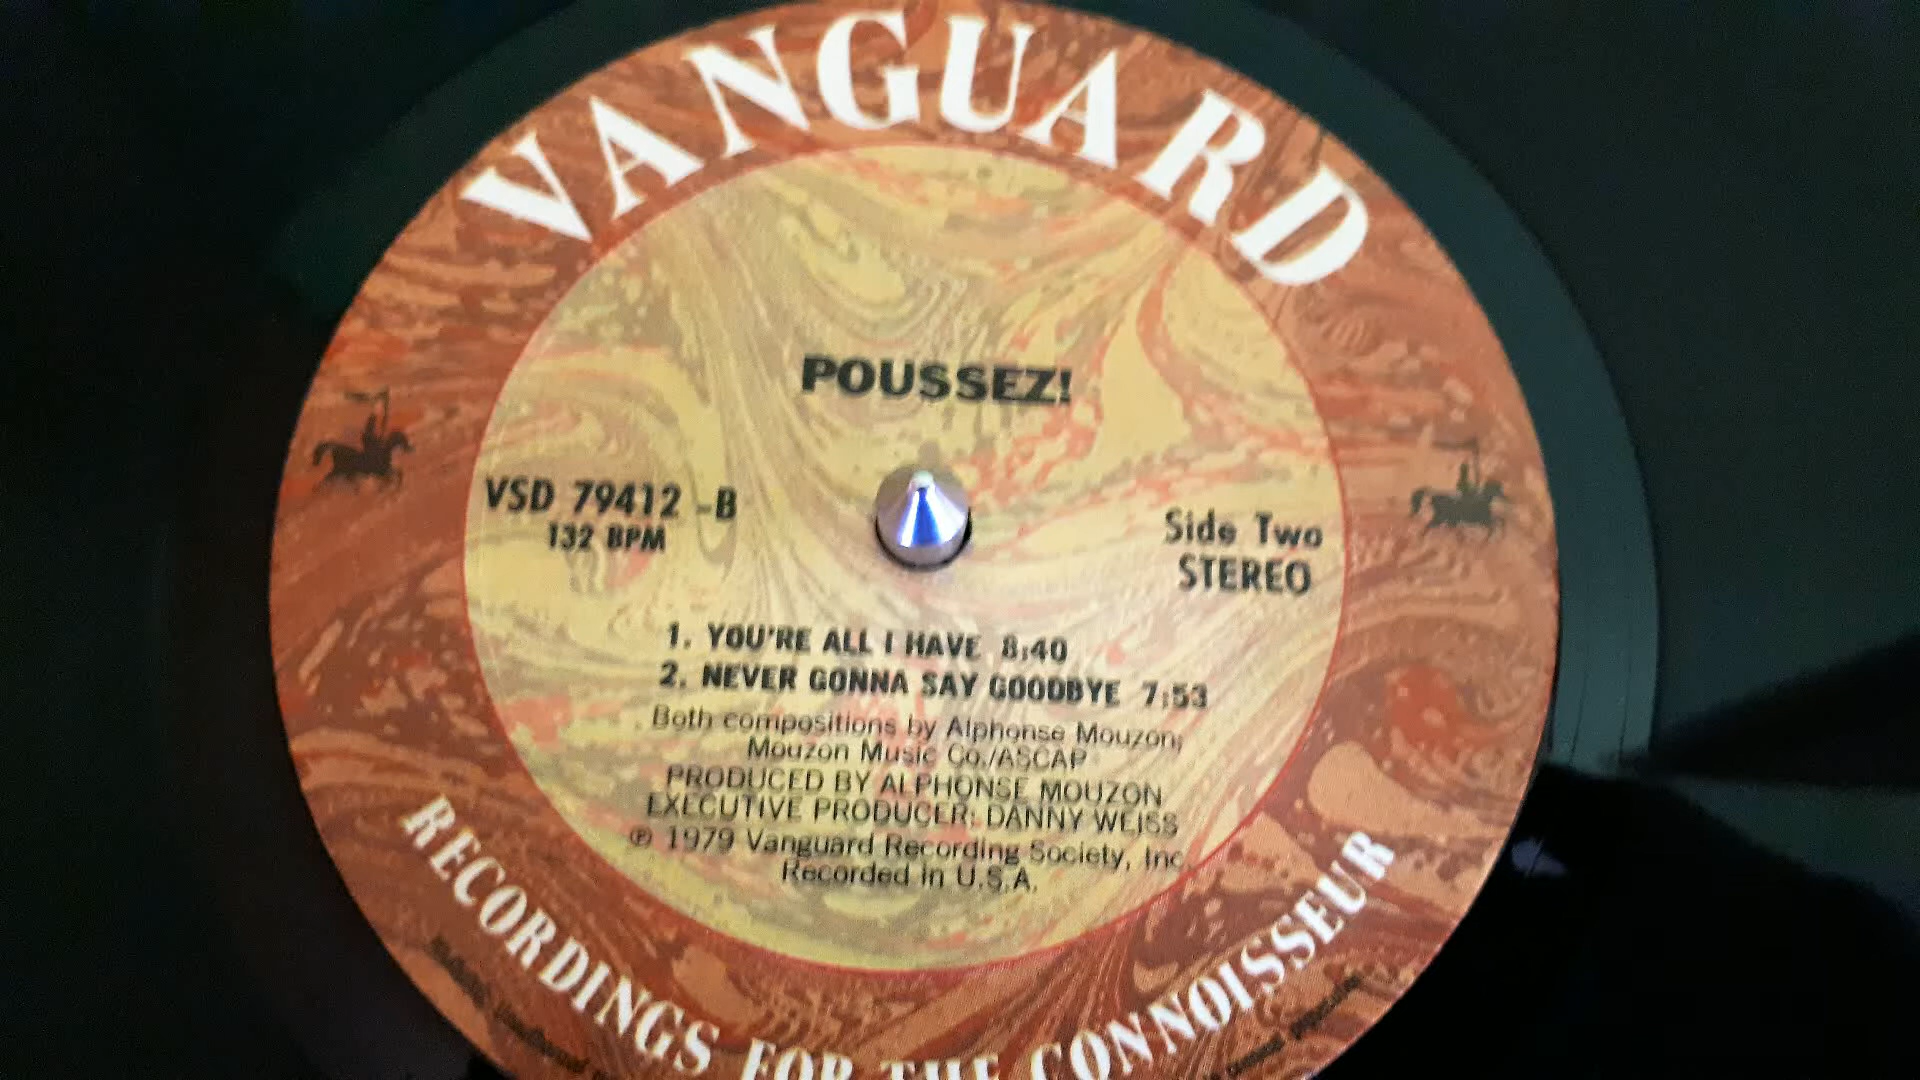 VANGUARD
POUSSEZ!
VSD 79412 -B
132 BPM
Side Two
STEREO
1. YOU'RE ALL I HAVE 8:40
2. NEVER GONNA SAY GOODBYE 7:53
Both compositions by Alphonse Mouzon;
Mouzon Music Co./ASCAP
PRODUCED BY ALPHONSE MOUZON
EXECUTIVE PRODUCER: DANNY WEISS
℗ 1979 Vanguard Recording Society, Inc.
Recorded in U.S.A.
RECORDINGS FOR THE CONNOISSEUR